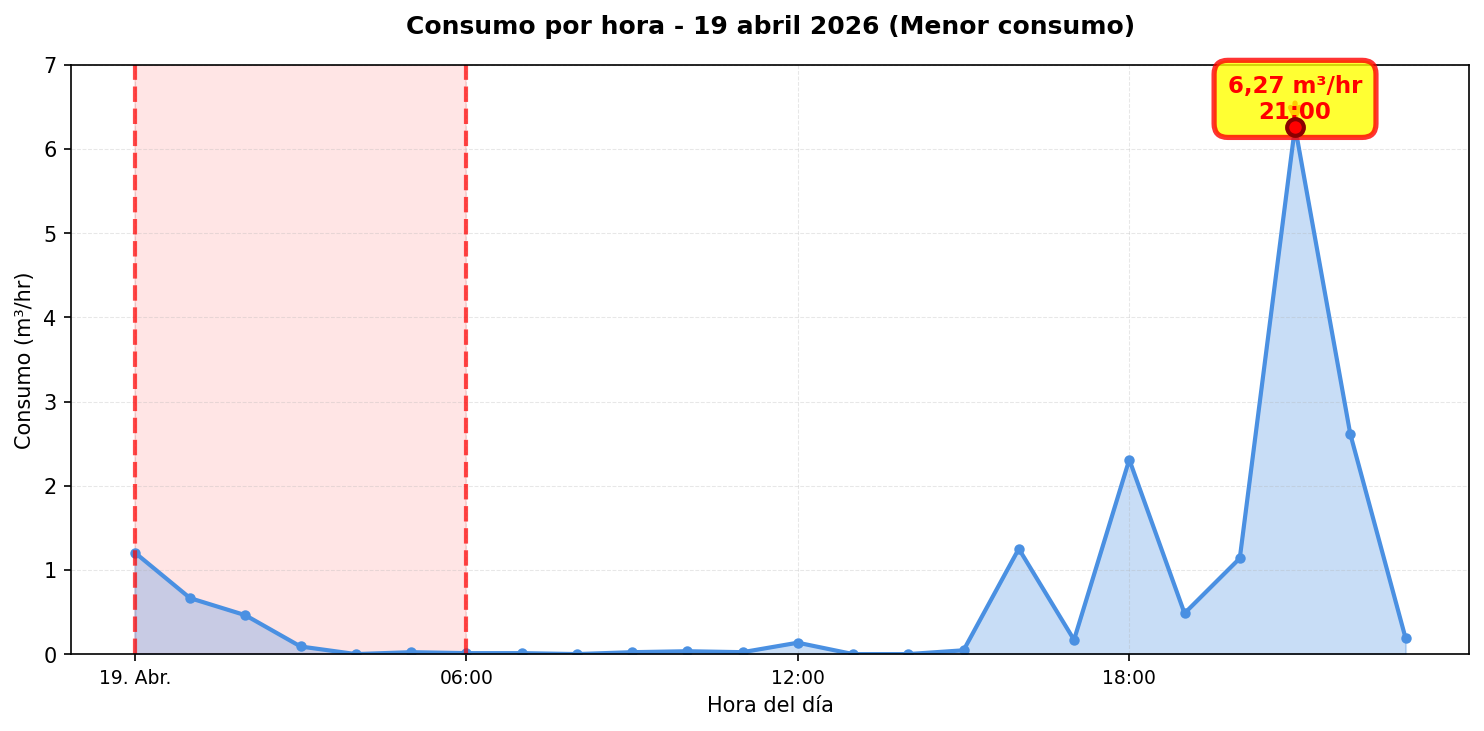 Consumo por hora - 19 abril 2026 (Menor consumo)
6,27 m³/hr
21:00
Consumo (m³/hr)
7
6
5
4
3
2
1
0
19. Abr.
06:00
12:00
18:00
Hora del día